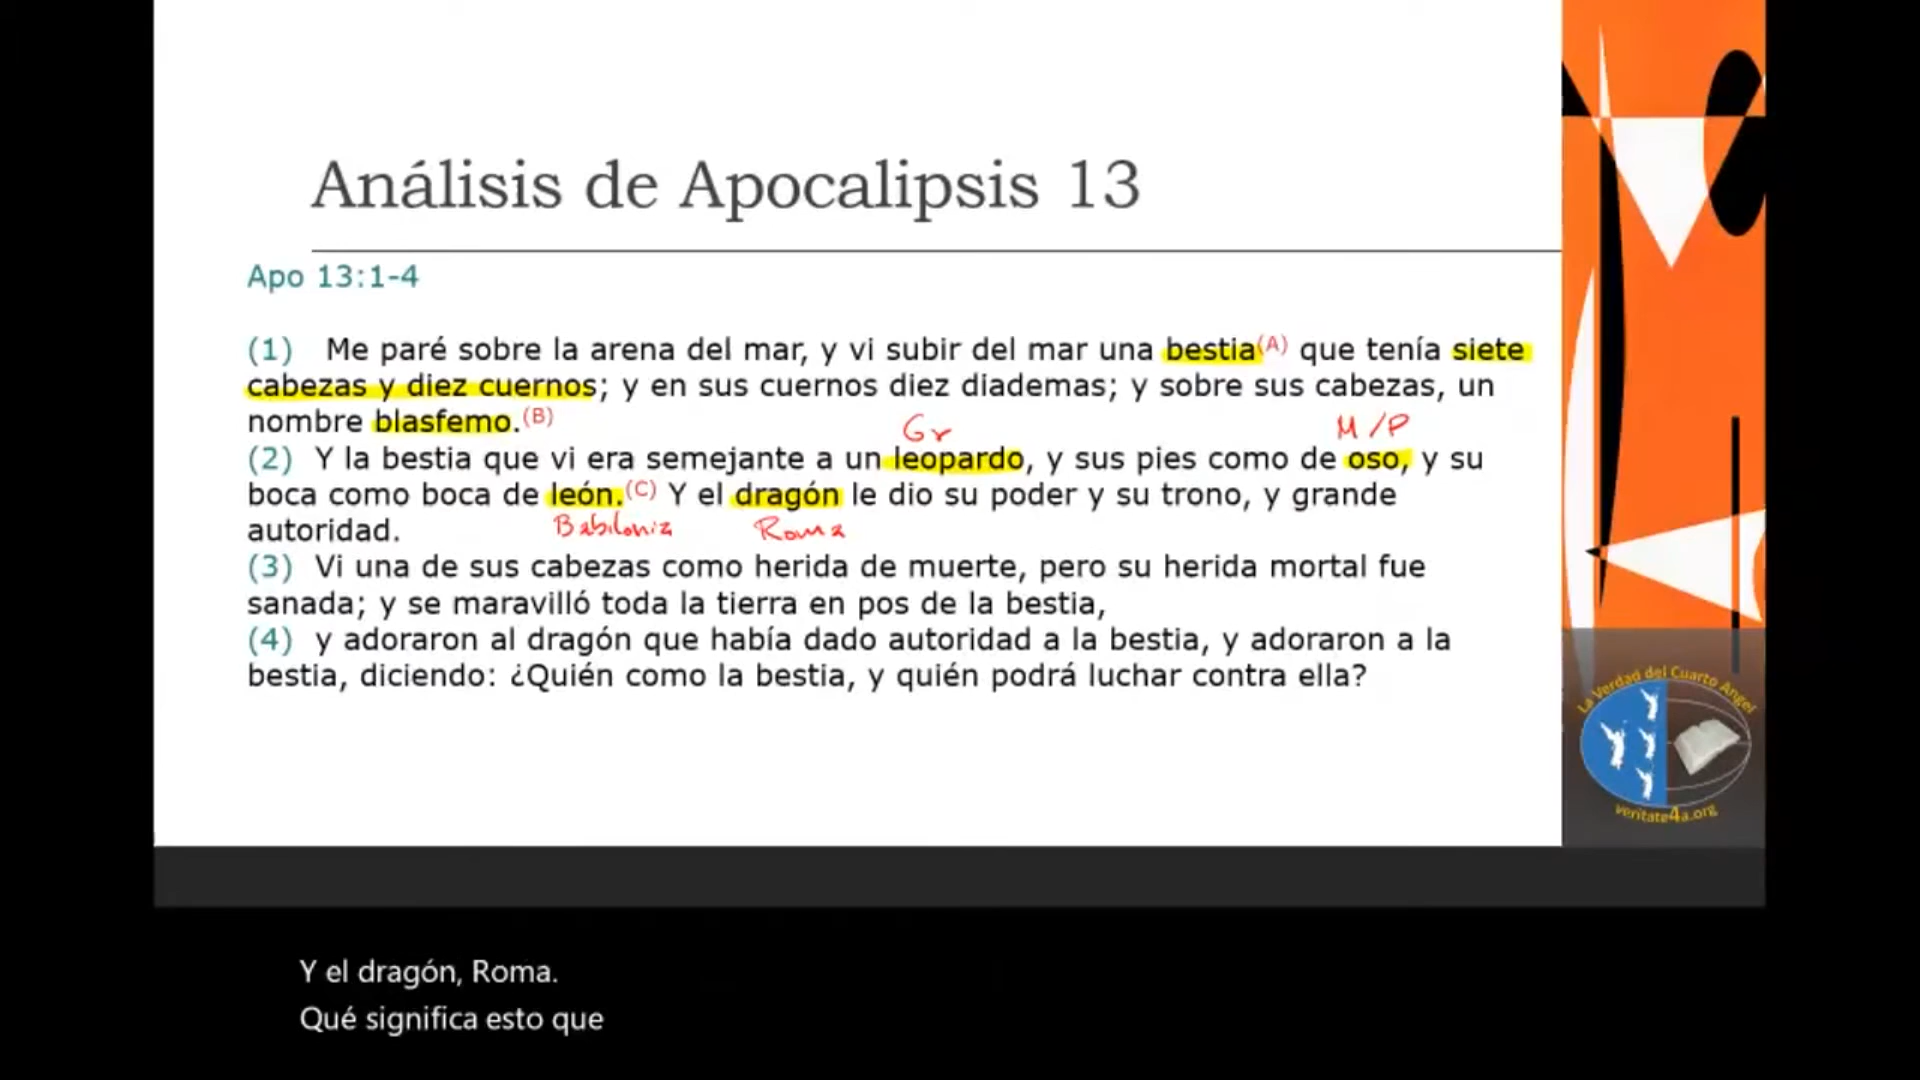 Análisis de Apocalipsis 13
Apo 13:1-4
(1) Me paré sobre la arena del mar, y vi subir del mar una bestia(A) que tenía siete
cabezas y diez cuernos; y en sus cuernos diez diademas; y sobre sus cabezas, un
nombre blasfemo.(B)
Gr M/P
(2) Y la bestia que vi era semejante a un leopardo, y sus pies como de oso, y su
boca como boca de león.(C) Y el dragón le dio su poder y su trono, y grande
autoridad.
Babilonia Roma
(3) Vi una de sus cabezas como herida de muerte, pero su herida mortal fue
sanada; y se maravilló toda la tierra en pos de la bestia,
(4) y adoraron al dragón que había dado autoridad a la bestia, y adoraron a la
bestia, diciendo: ¿Quién como la bestia, y quién podrá luchar contra ella?
La Verdad del Cuarto Angel
veritate4a.org
Y el dragón, Roma.
Qué significa esto que